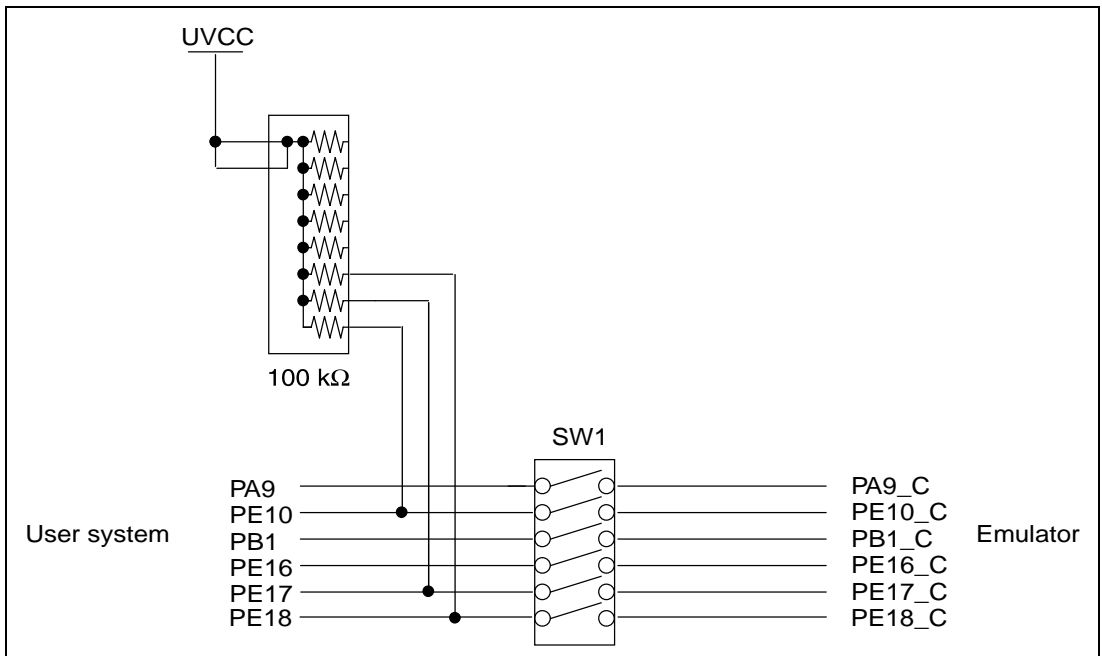 UVCC
100 kΩ
SW1
PA9
PE10
PB1
PE16
PE17
PE18
User system
PA9_C
PE10_C
PB1_C
PE16_C
PE17_C
PE18_C
Emulator